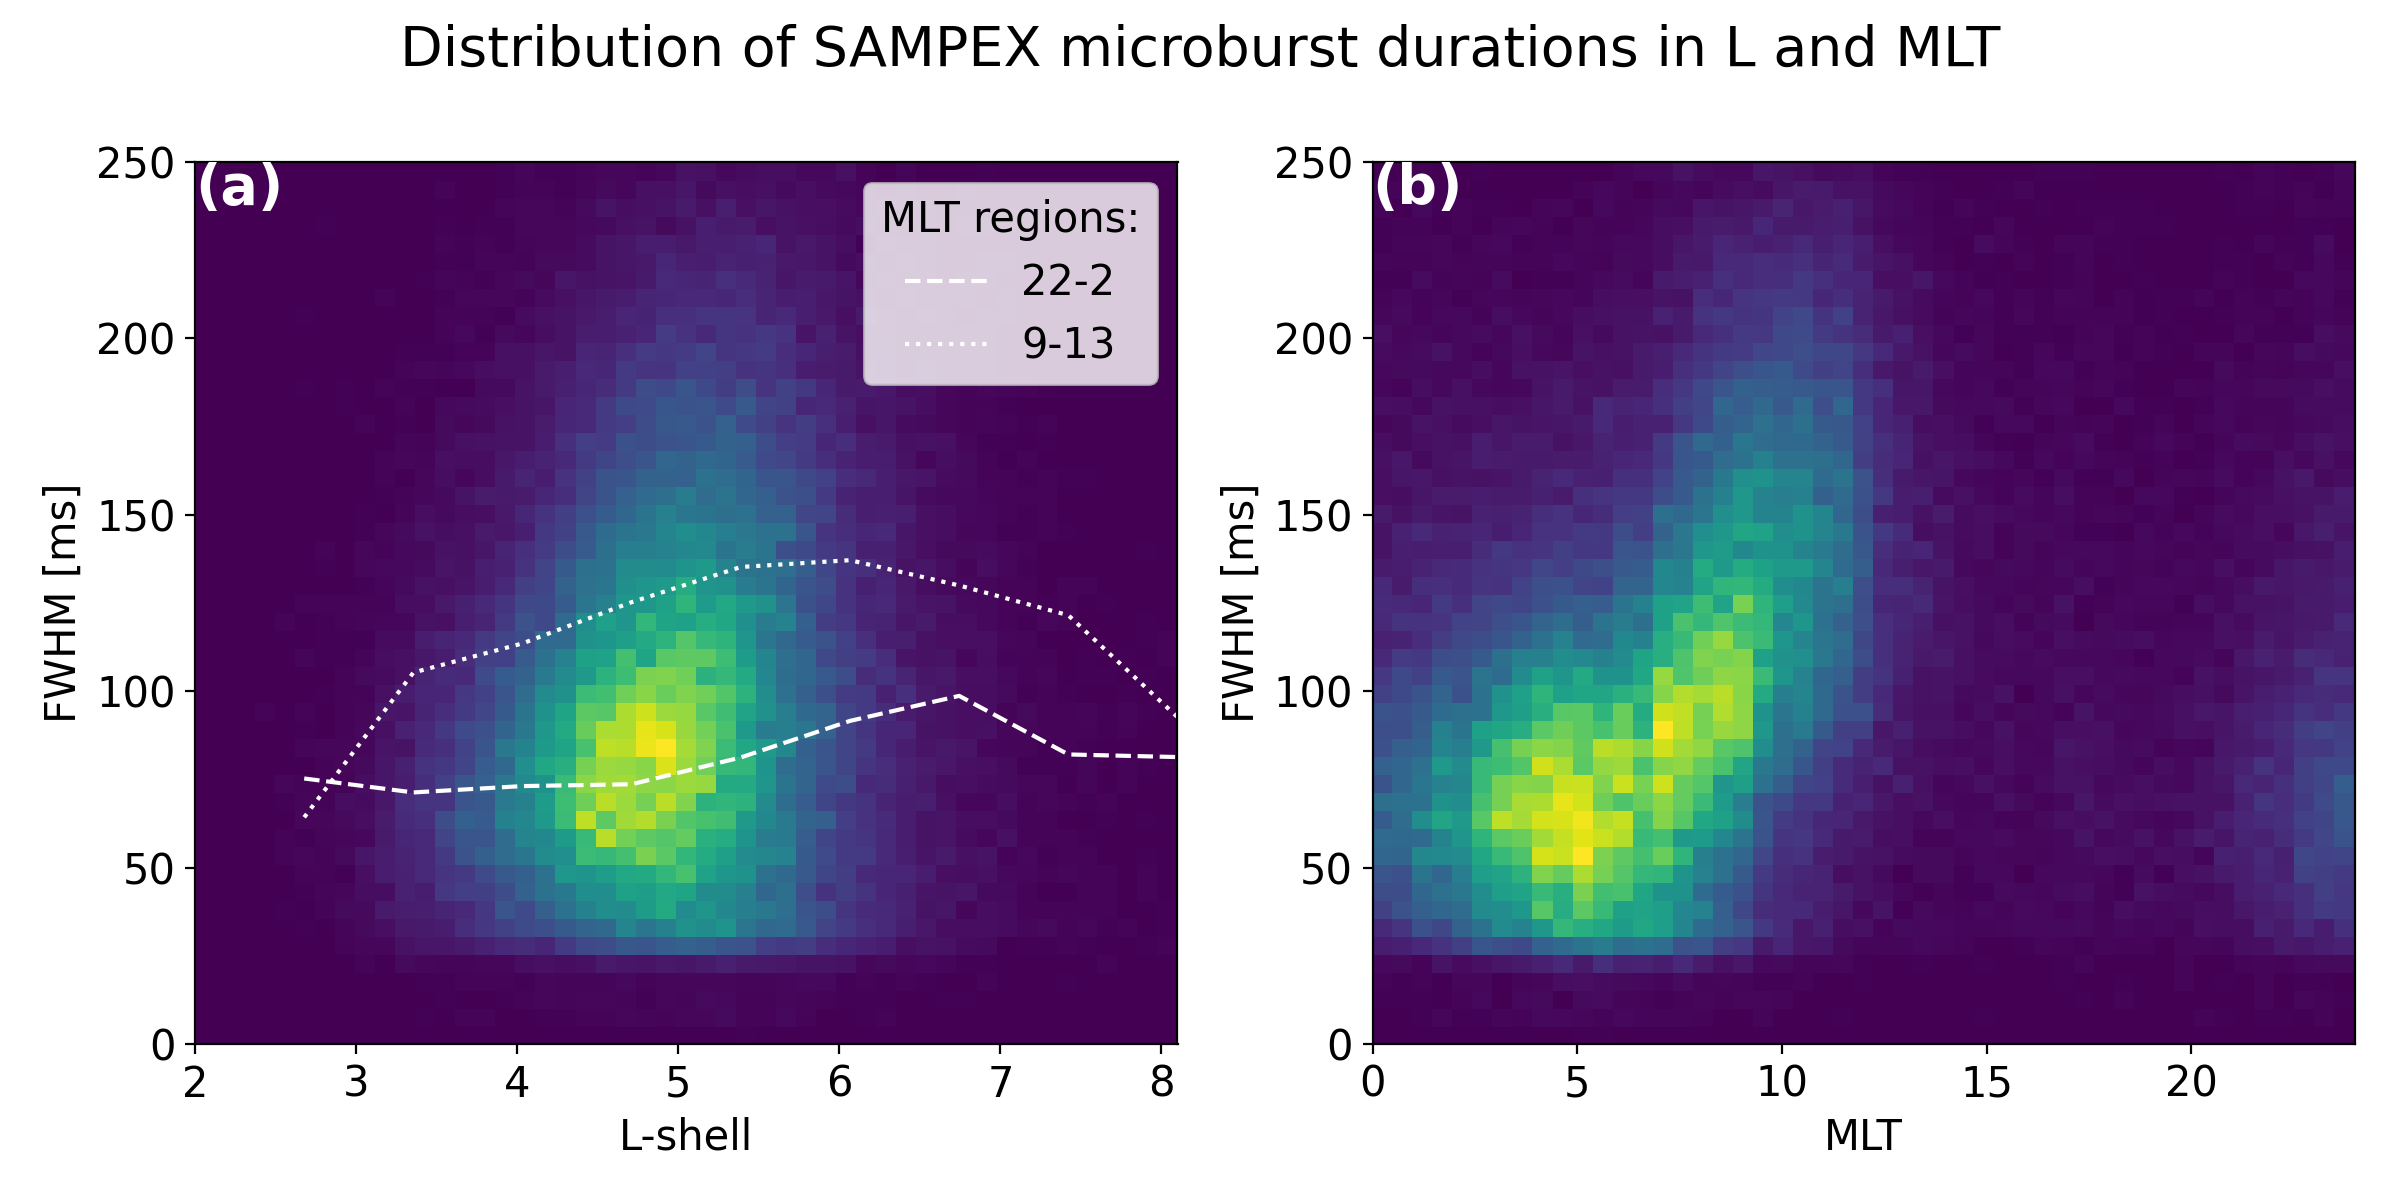 Distribution of SAMPEX microburst durations in L and MLT
(a)
MLT regions:
22-2
9-13
250
200
150
100
50
0
FWHM [ms]
2 3 4 5 6 7 8
L-shell
(b)
250
200
150
100
50
0
FWHM [ms]
0 5 10 15 20
MLT